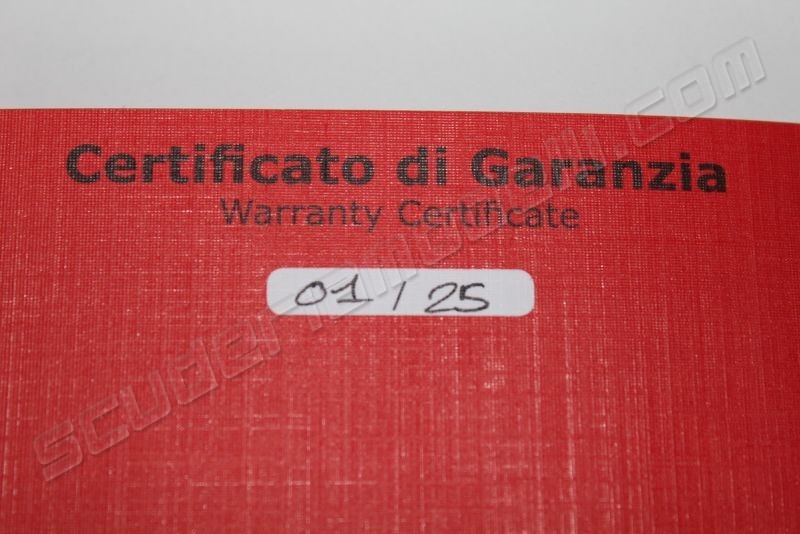 Certificato di Garanzia
Warranty Certificate
01 / 25
scuderiamodelli.com